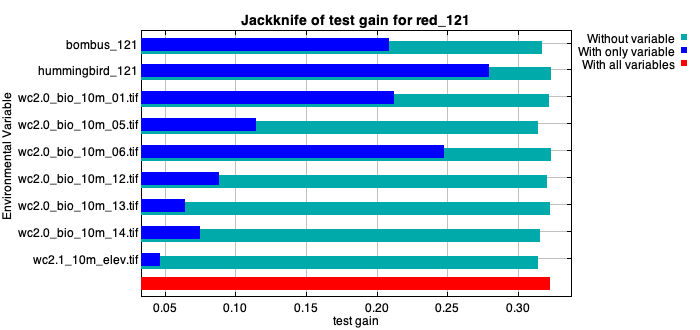 Jackknife of test gain for red_121
Without variable
With only variable
With all variables
Environmental Variable
bombus_121
hummingbird_121
wc2.0_bio_10m_01.tif
wc2.0_bio_10m_05.tif
wc2.0_bio_10m_06.tif
wc2.0_bio_10m_12.tif
wc2.0_bio_10m_13.tif
wc2.0_bio_10m_14.tif
wc2.1_10m_elev.tif
0.05 0.10 0.15 0.20 0.25 0.30
test gain